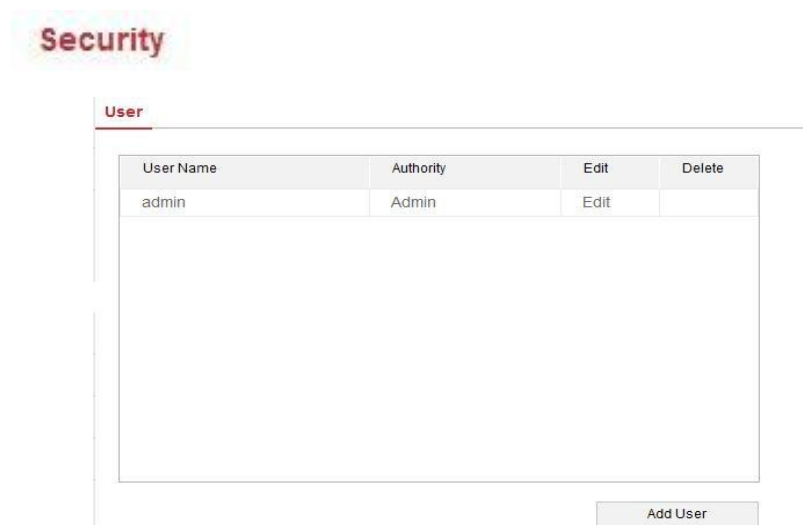 Security
User
User Name Authority Edit Delete
admin Admin Edit
Add User